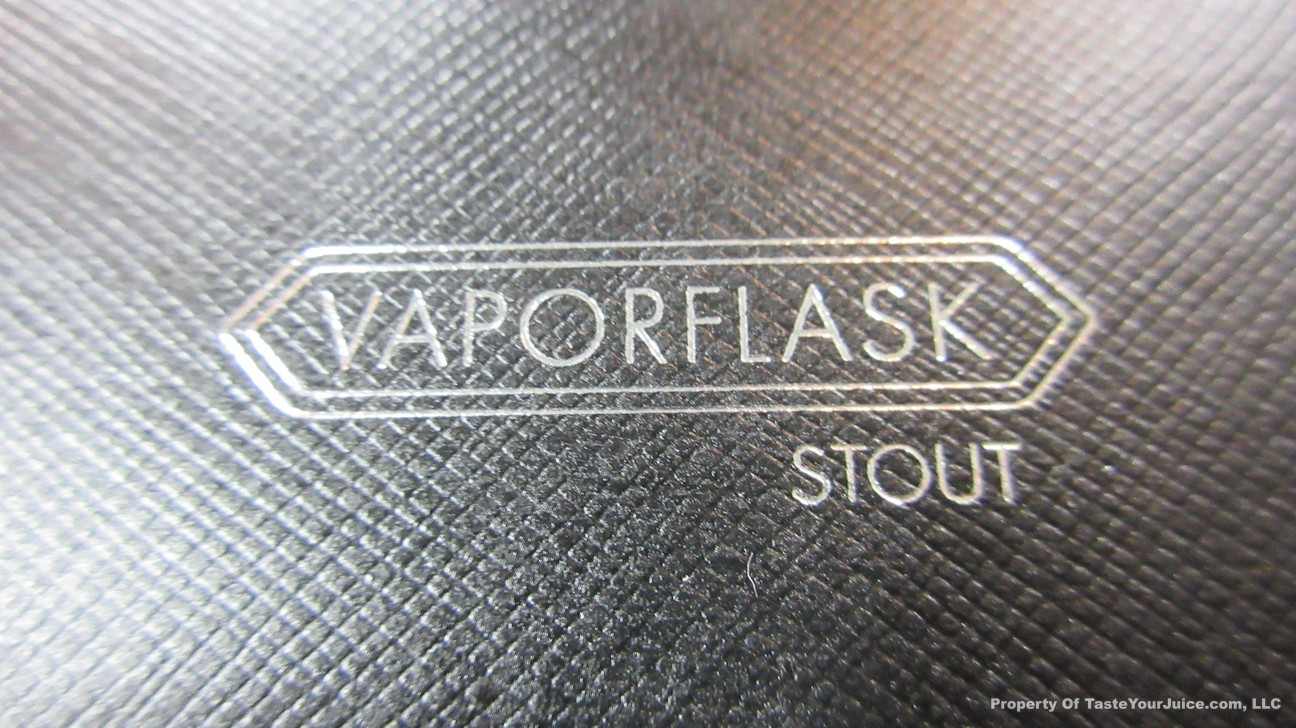 VAPORFLASK
STOUT
Property Of TasteYourJuice.com, LLC